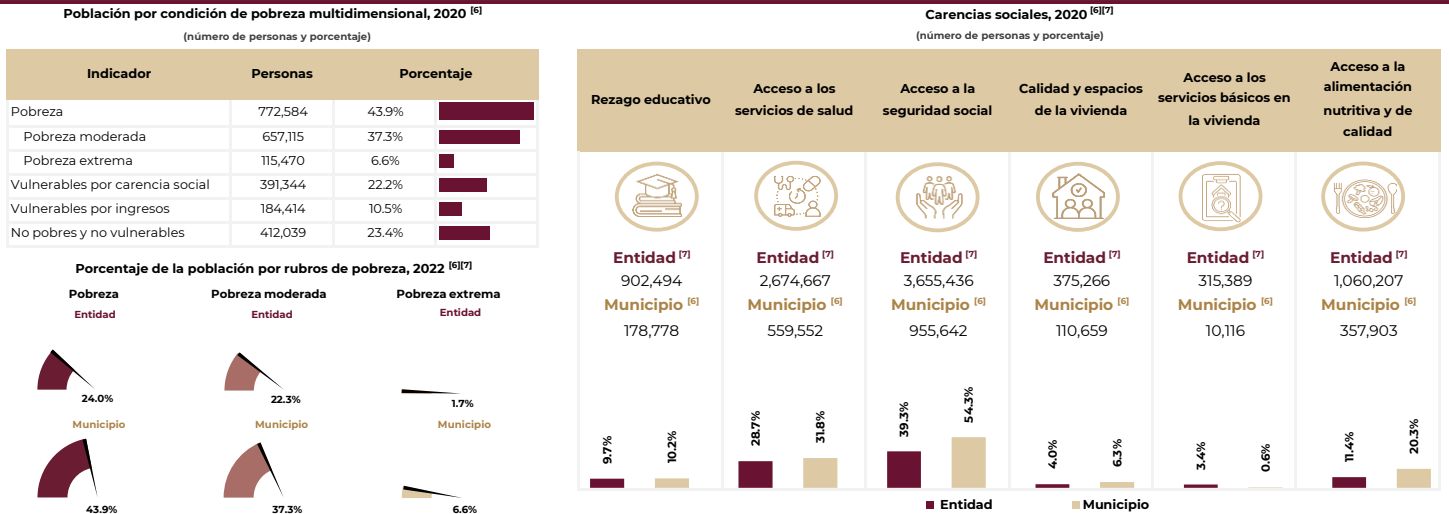 Población por condición de pobreza multidimensional, 2020 [6]
(número de personas y porcentaje)
Indicador Personas Porcentaje
Pobreza 772,584 43.9%
Pobreza moderada 657,115 37.3%
Pobreza extrema 115,470 6.6%
Vulnerables por carencia social 391,344 22.2%
Vulnerables por ingresos 184,414 10.5%
No pobres y no vulnerables 412,039 23.4%
Porcentaje de la población por rubros de pobreza, 2022 [6][7]
Pobreza Pobreza moderada Pobreza extrema
Entidad Entidad Entidad
24.0% 22.3% 1.7%
Municipio Municipio Municipio
43.9% 37.3% 6.6%
Carencias sociales, 2020 [6][7]
(número de personas y porcentaje)
Rezago educativo
Acceso a los
servicios de salud
Acceso a la
seguridad social
Calidad y espacios
de la vivienda
Acceso a los
servicios básicos en
la vivienda
Acceso a la
alimentación
nutritiva y de
calidad
Entidad [7] Entidad [7] Entidad [7] Entidad [7] Entidad [7] Entidad [7]
902,494 2,674,667 3,655,436 375,266 315,389 1,060,207
Municipio [6] Municipio [6] Municipio [6] Municipio [6] Municipio [6] Municipio [6]
178,778 559,552 955,642 110,659 10,116 357,903
9.7% 10.2% 28.7% 31.8% 39.3% 54.3% 4.0% 6.3% 3.4% 0.6% 11.4% 20.3%
Entidad Municipio